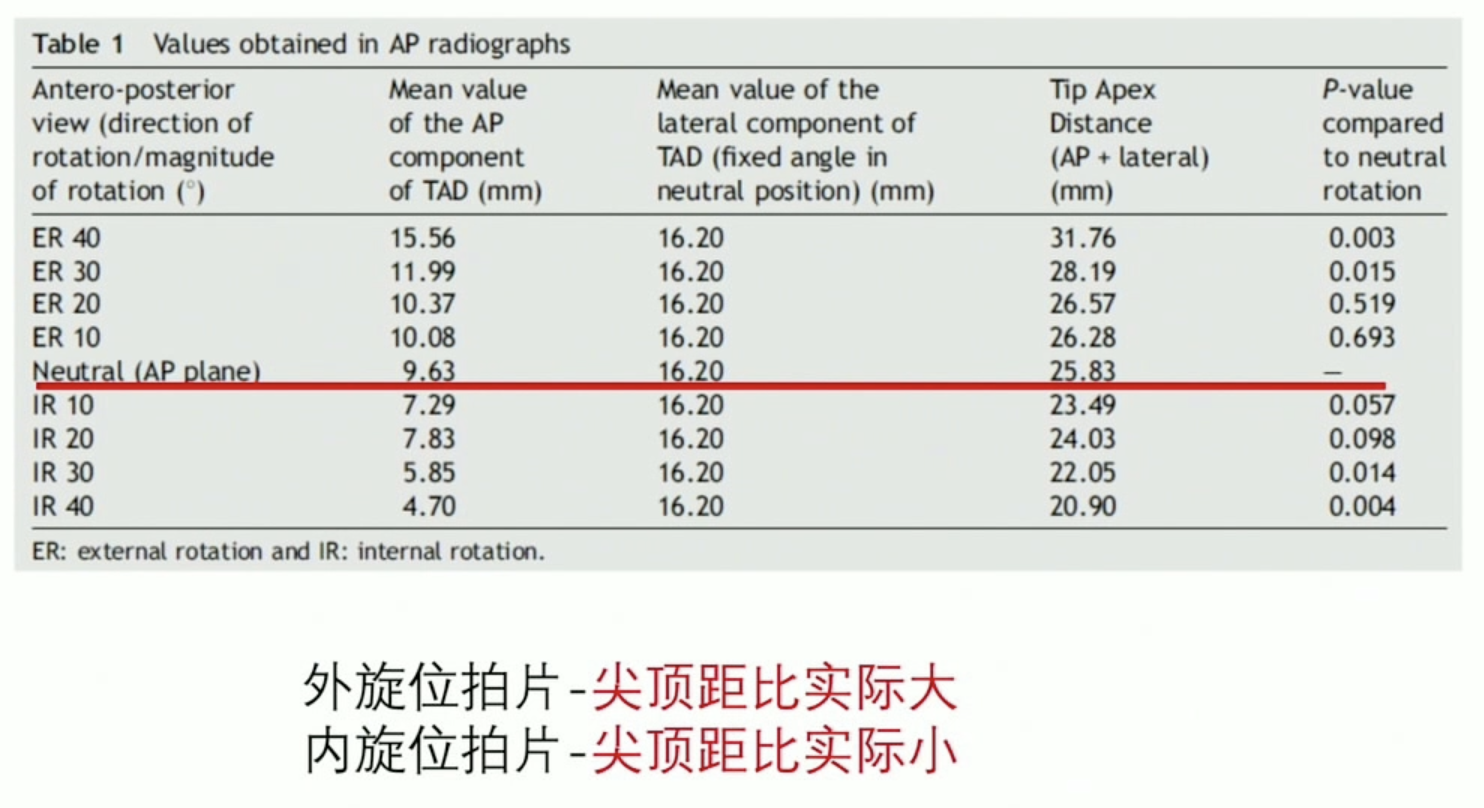 Table 1 Values obtained in AP radiographs
Antero-posterior view (direction of rotation/magnitude of rotation (°) Mean value of the AP component of TAD (mm) Mean value of the lateral component of TAD (fixed angle in neutral position) (mm) Tip Apex Distance (AP + lateral) (mm) P-value compared to neutral rotation
ER 40 15.56 16.20 31.76 0.003
ER 30 11.99 16.20 28.19 0.015
ER 20 10.37 16.20 26.57 0.519
ER 10 10.08 16.20 26.28 0.693
Neutral (AP plane) 9.63 16.20 25.83 —
IR 10 7.29 16.20 23.49 0.057
IR 20 7.83 16.20 24.03 0.098
IR 30 5.85 16.20 22.05 0.014
IR 40 4.70 16.20 20.90 0.004
ER: external rotation and IR: internal rotation.
外旋位拍片-尖顶距比实际大
内旋位拍片-尖顶距比实际小